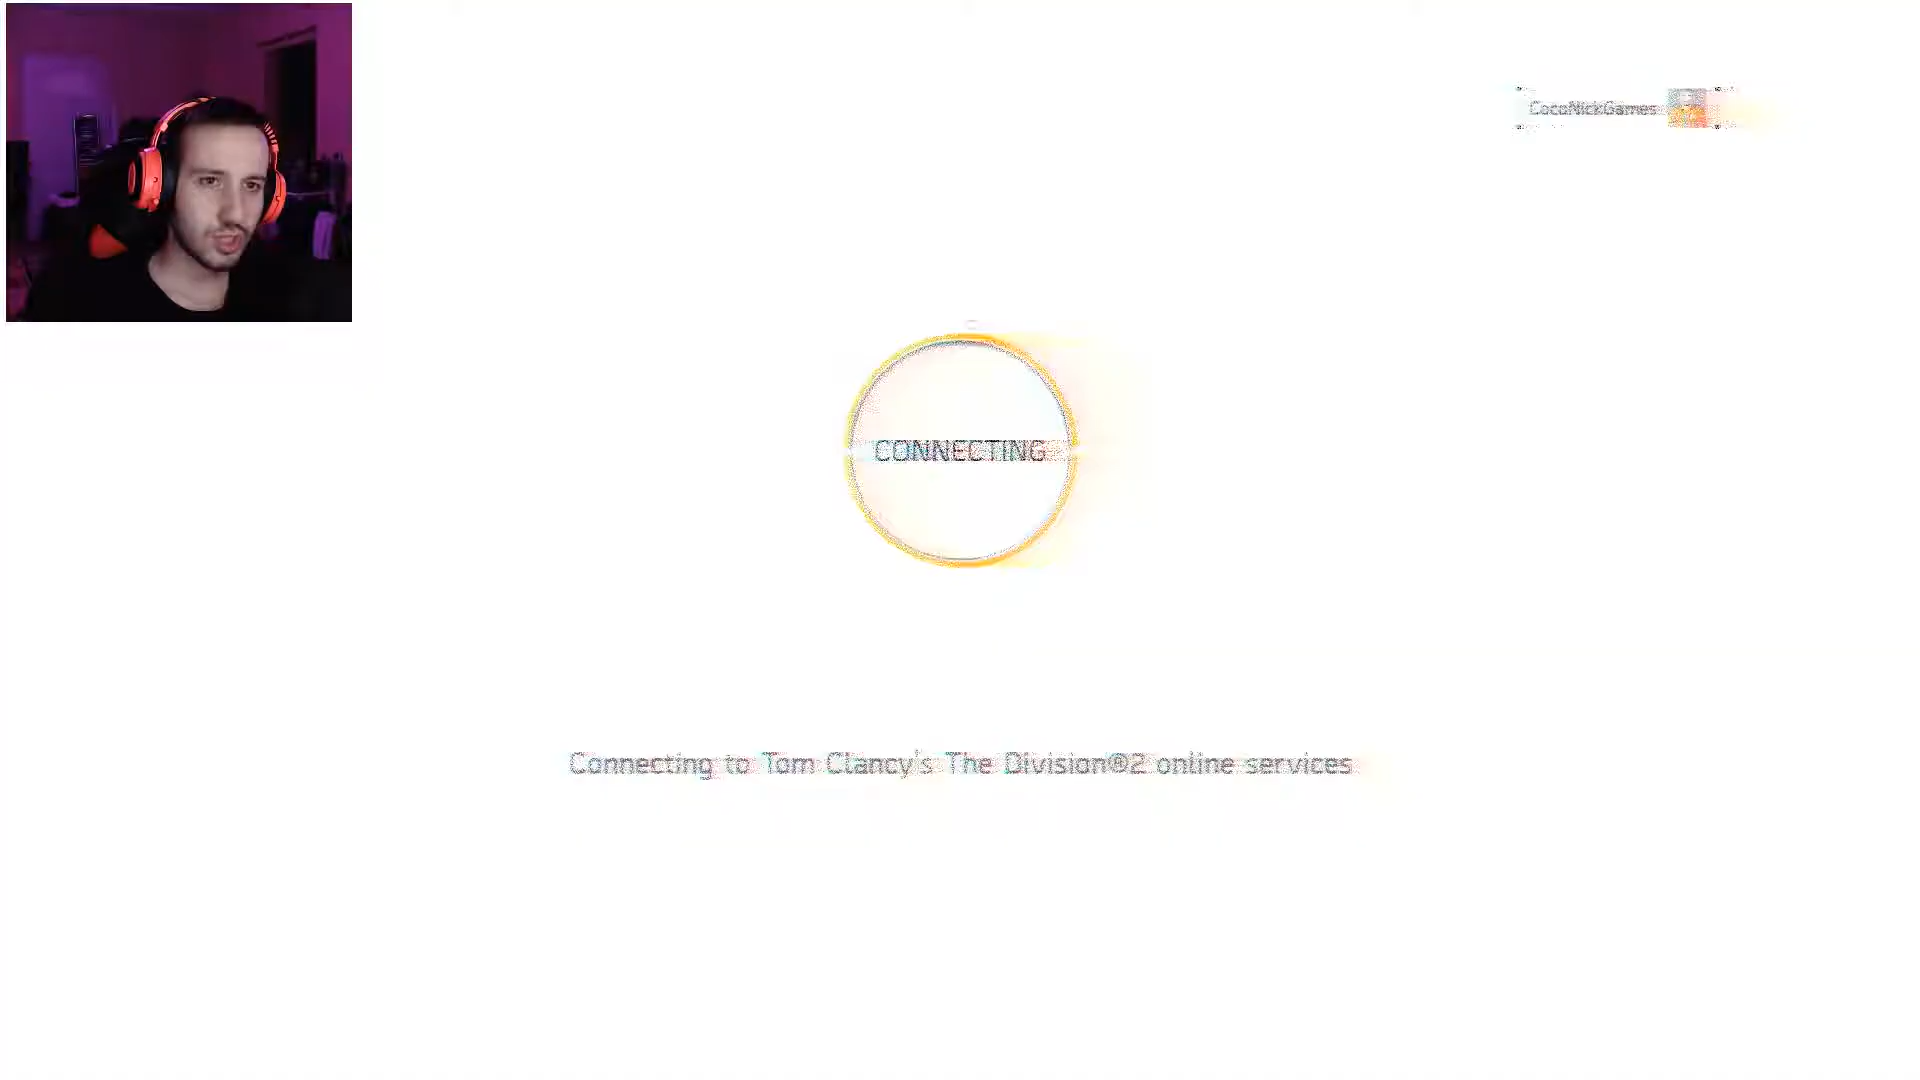 CocoNickGames
CONNECTING
Connecting to Tom Clancy's The Division®2 online services